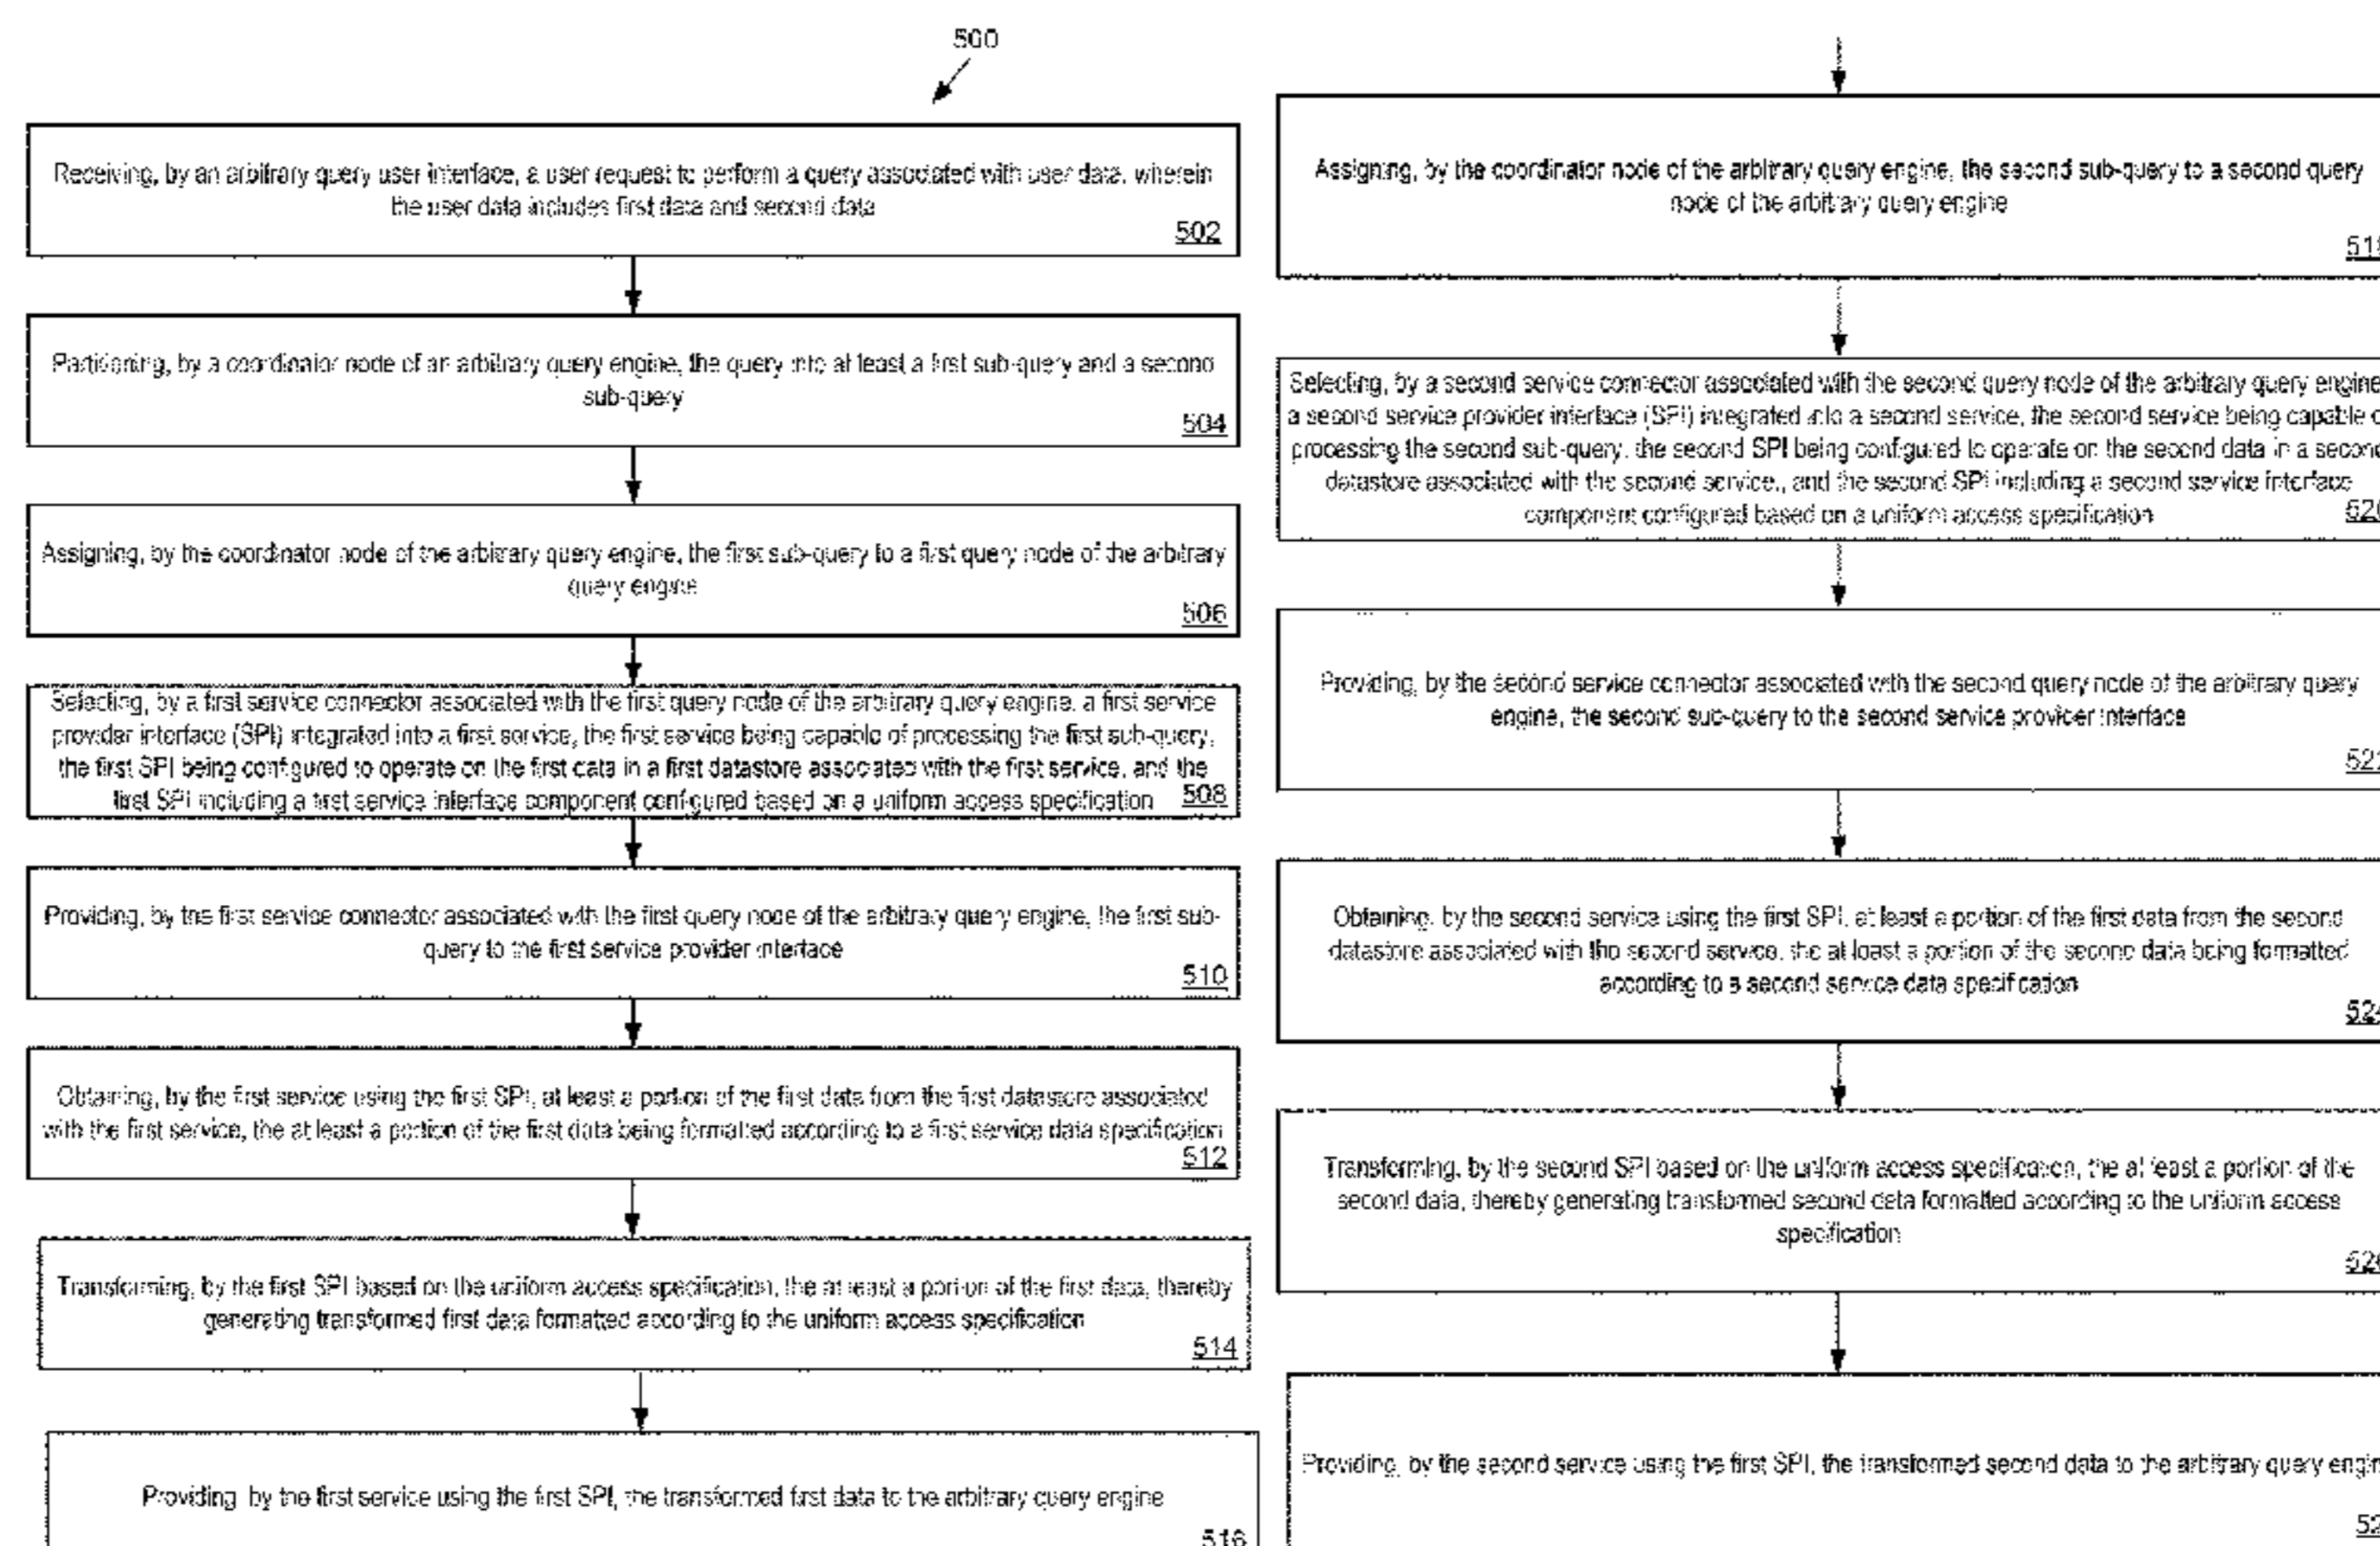 500
Receiving, by an arbitrary query user interface, a user request to perform a query associated with user data, wherein
the user data includes first data and second data
502
Partitioning, by a coordinator node of an arbitrary query engine, the query into at least a first sub-query and a second
sub-query
504
Assigning, by the coordinator node of the arbitrary query engine, the first sub-query to a first query node of the arbitrary
query engine
506
Selecting, by a first service connector associated with the first query node of the arbitrary query engine, a first service
provider interface (SPI) integrated into a first service, the first service being capable of processing the first sub-query,
the first SPI being configured to operate on the first data in a first datastore associated with the first service, and the
first SPI including a first service interface component configured based on a uniform access specification
508
Providing, by the first service connector associated with the first query node of the arbitrary query engine, the first sub-
query to the first service provider interface
510
Obtaining, by the first service using the first SPI, at least a portion of the first data from the first datastore associated
with the first service, the at least a portion of the first data being formatted according to a first service data specification
512
Transforming, by the first SPI based on the uniform access specification, the at least a portion of the first data, thereby
generating transformed first data formatted according to the uniform access specification
514
Providing, by the first service using the first SPI, the transformed first data to the arbitrary query engine
516
Assigning, by the coordinator node of the arbitrary query engine, the second sub-query to a second query
node of the arbitrary query engine
Selecting, by a second service connector associated with the second query node of the arbitrary query engine
a second service provider interface (SPI) integrated into a second service, the second service being capable
processing the second sub-query, the second SPI being configured to operate on the second data in a second
datastore associated with the second service,, and the second SPI including a second service interface
component configured based on a uniform access specification
Providing, by the second service connector associated with the second query node of the arbitrary query
engine, the second sub-query to the second service provider interface
Obtaining, by the second service using the first SPI, at least a portion of the first data from the second
datastore associated with the second service, the at least a portion of the second data being formatted
according to a second service data specification
Transforming, by the second SPI based on the uniform access specification, the at least a portion of the
second data, thereby generating transformed second data formatted according to the uniform access
specification
Providing, by the second service using the first SPI, the transformed second data to the arbitrary query